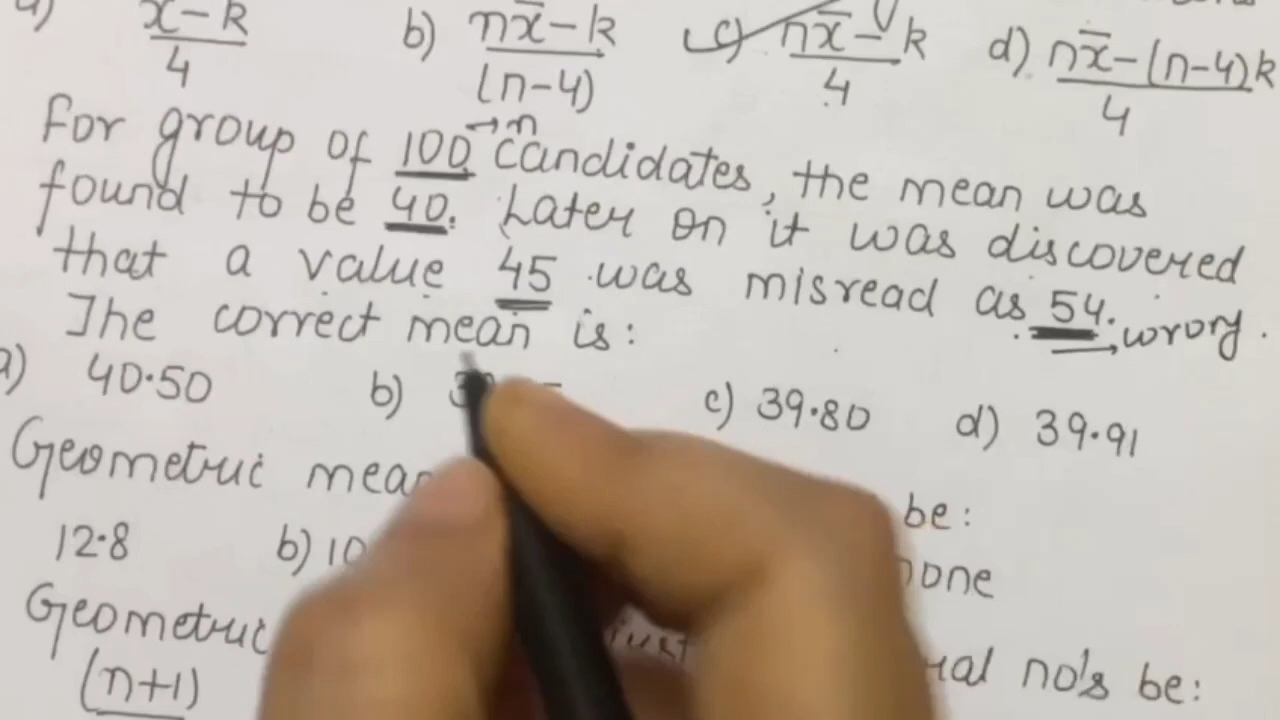 x-k/4 b) nx̄-k/(n-4) c) nx̄-k/4 d) nx̄-(n-4)k/4
For group of 100 → n candidates, the mean was
found to be 40. Later on it was discovered
that a value 45 was misread as 54. → wrong.
The correct mean is:
a) 40.50 b) c) 39.80 d) 39.91
Geometric be:
12.8 b) 10 none
Geometric no's be:
(n+1)